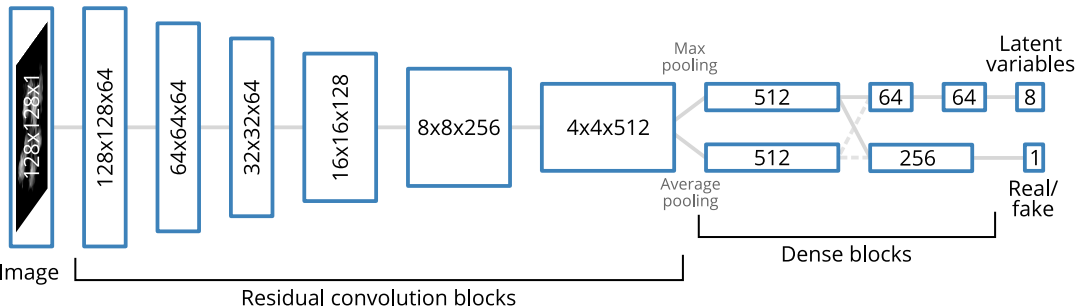 128x128x1
128x128x64
64x64x64
32x32x64
16x16x128
8x8x256
4x4x512
Max
pooling
512
512
Average
pooling
64
64
8
256
1
Latent
variables
Real/
fake
Image
Residual convolution blocks
Dense blocks